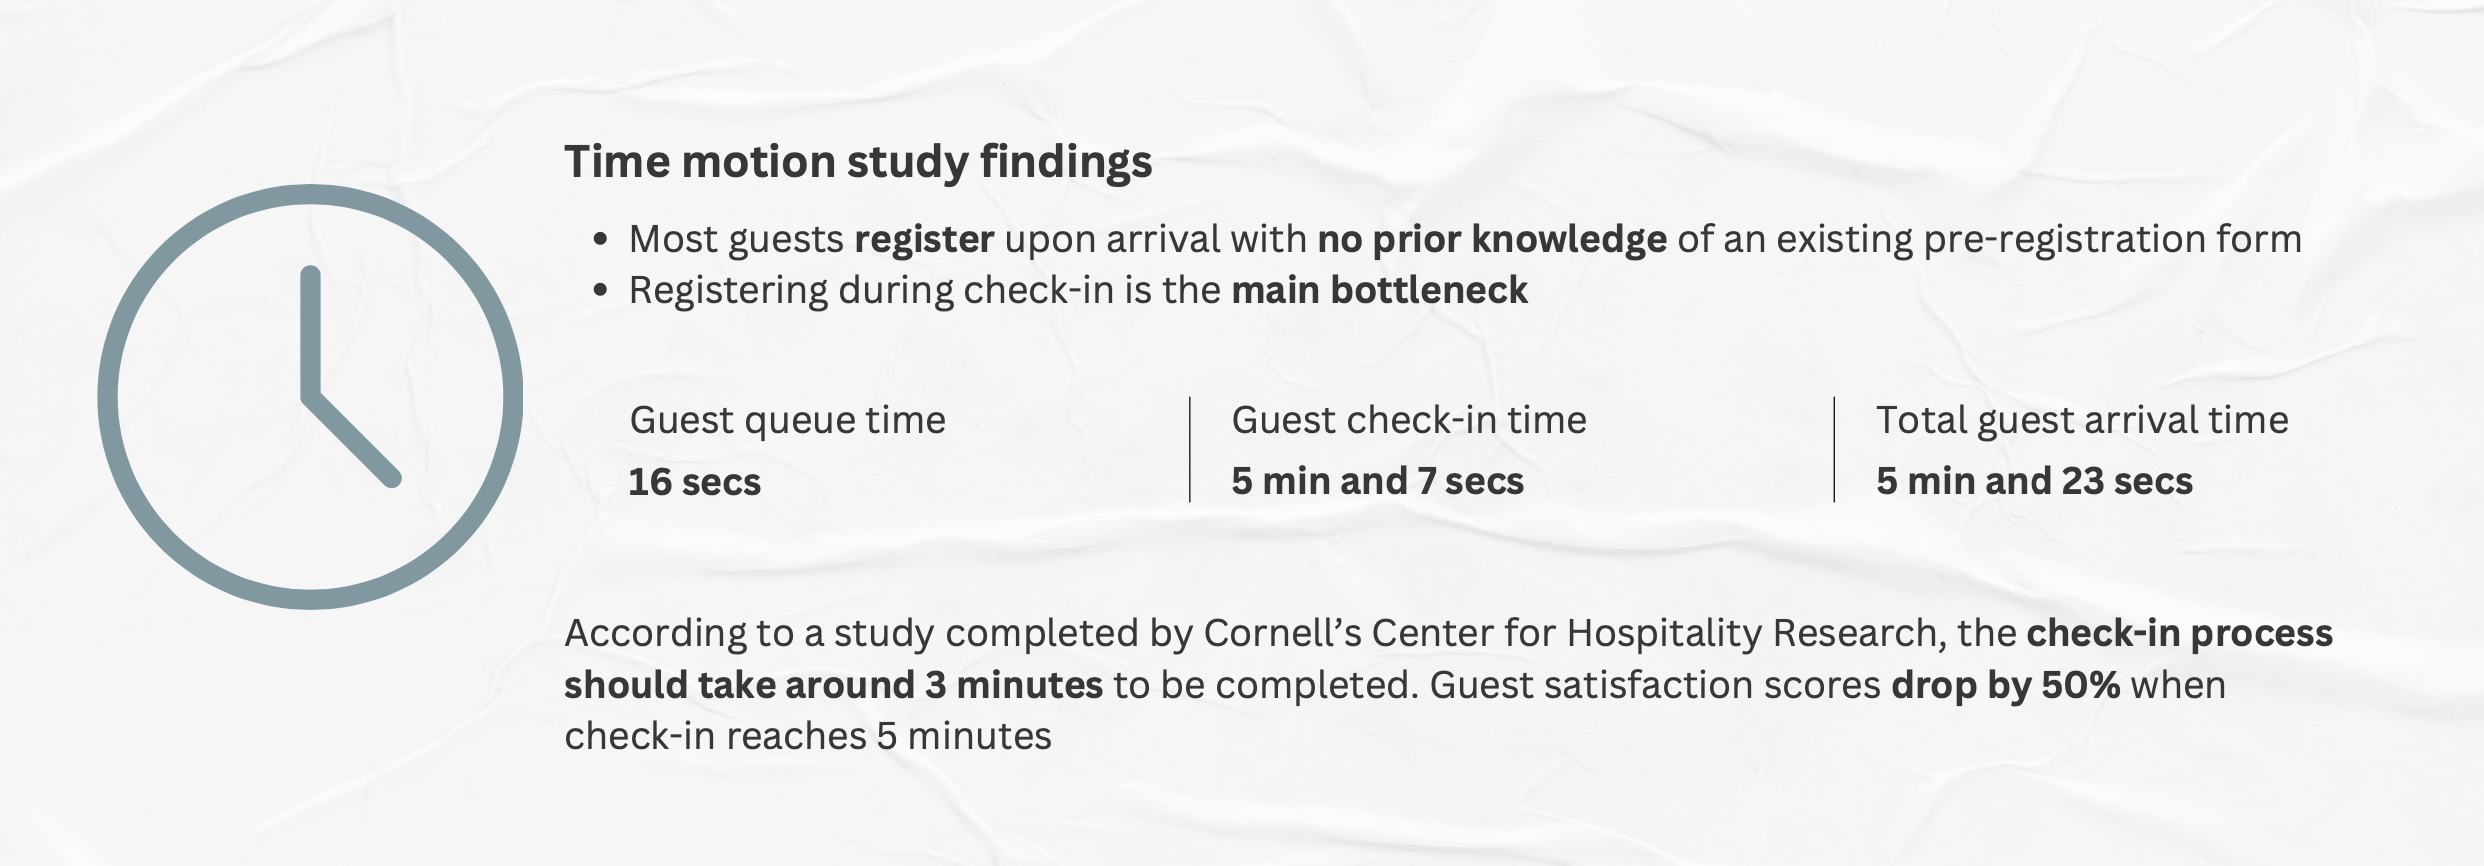 Time motion study findings
• Most guests register upon arrival with no prior knowledge of an existing pre-registration form
• Registering during check-in is the main bottleneck
Guest queue time
16 secs
Guest check-in time
5 min and 7 secs
Total guest arrival time
5 min and 23 secs
According to a study completed by Cornell’s Center for Hospitality Research, the check-in process
should take around 3 minutes to be completed. Guest satisfaction scores drop by 50% when
check-in reaches 5 minutes